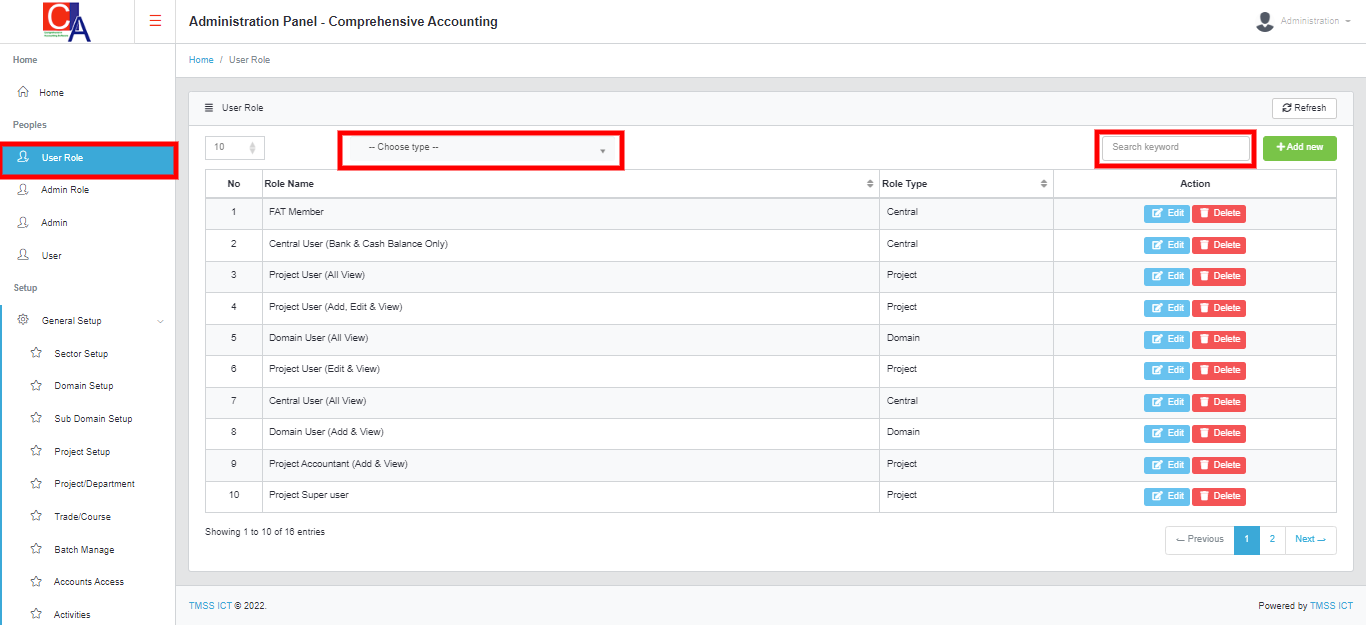 CA
Administration Panel - Comprehensive Accounting
Administration
Home
Home
Peoples
User Role
Admin Role
Admin
User
Setup
General Setup
Sector Setup
Domain Setup
Sub Domain Setup
Project Setup
Project/Department
Trade/Course
Batch Manage
Accounts Access
Activities
Home / User Role
User Role
Refresh
10
-- Choose type --
Search keyword
Add new
No Role Name Role Type Action
1 FAT Member Central Edit Delete
2 Central User (Bank & Cash Balance Only) Central Edit Delete
3 Project User (All View) Project Edit Delete
4 Project User (Add, Edit & View) Project Edit Delete
5 Domain User (All View) Domain Edit Delete
6 Project User (Edit & View) Project Edit Delete
7 Central User (All View) Central Edit Delete
8 Domain User (Add & View) Domain Edit Delete
9 Project Accountant (Add & View) Project Edit Delete
10 Project Super user Project Edit Delete
Showing 1 to 10 of 16 entries
← Previous 1 2 Next →
TMSS ICT © 2022.
Powered by TMSS ICT